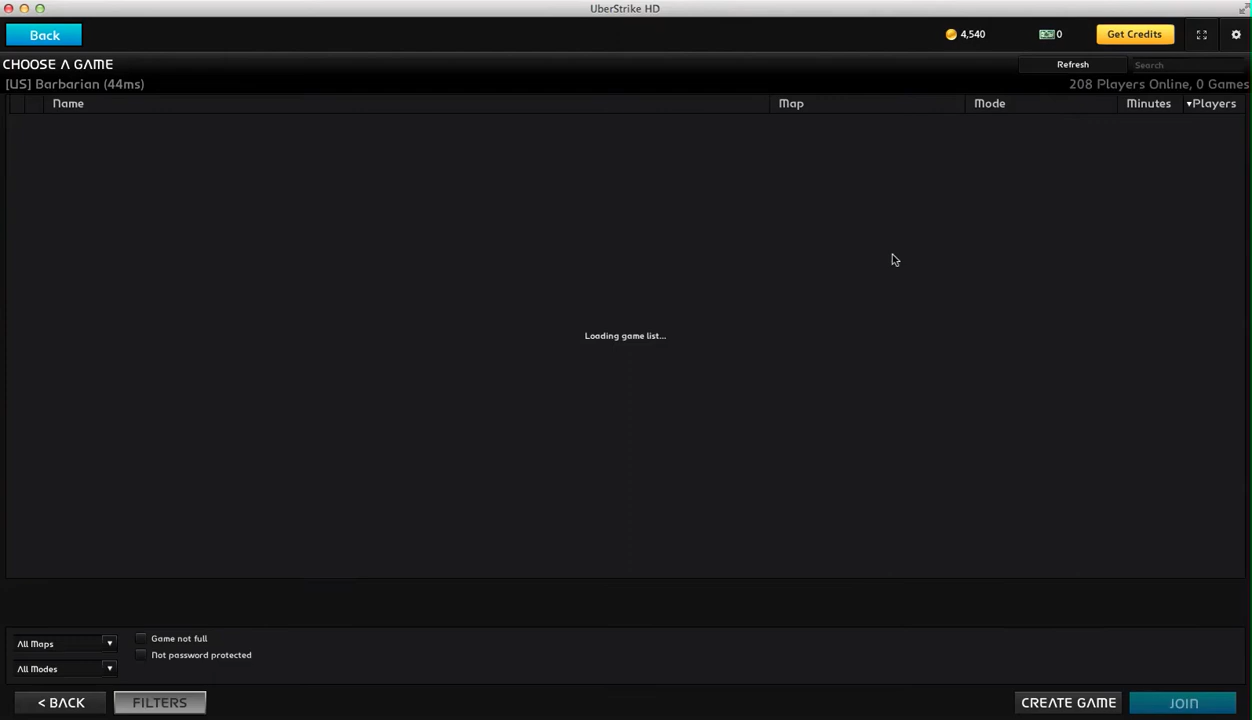 UberStrike HD
Back
4,540
0
Get Credits
CHOOSE A GAME
Refresh
Search
[US] Barbarian (44ms)
208 Players Online, 0 Games
Name
Map
Mode
Minutes
▾Players
Loading game list...
All Maps ▼
Game not full
Not password protected
All Modes ▼
< BACK
FILTERS
CREATE GAME
JOIN